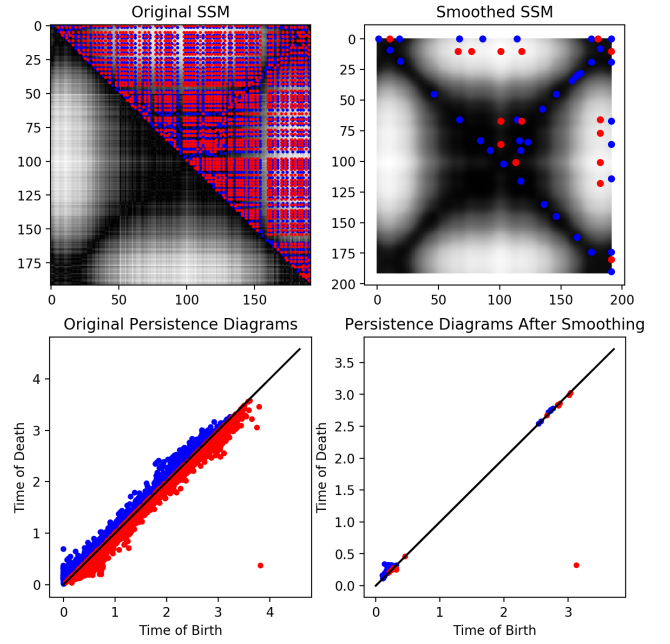 Original SSM
0
25
50
75
100
125
150
175
0 50 100 150
Smoothed SSM
0
25
50
75
100
125
150
175
200
0 50 100 150 200
Original Persistence Diagrams
Time of Death
4
3
2
1
0
0 1 2 3 4
Time of Birth
Persistence Diagrams After Smoothing
Time of Death
3.5
3.0
2.5
2.0
1.5
1.0
0.5
0.0
0 1 2 3
Time of Birth